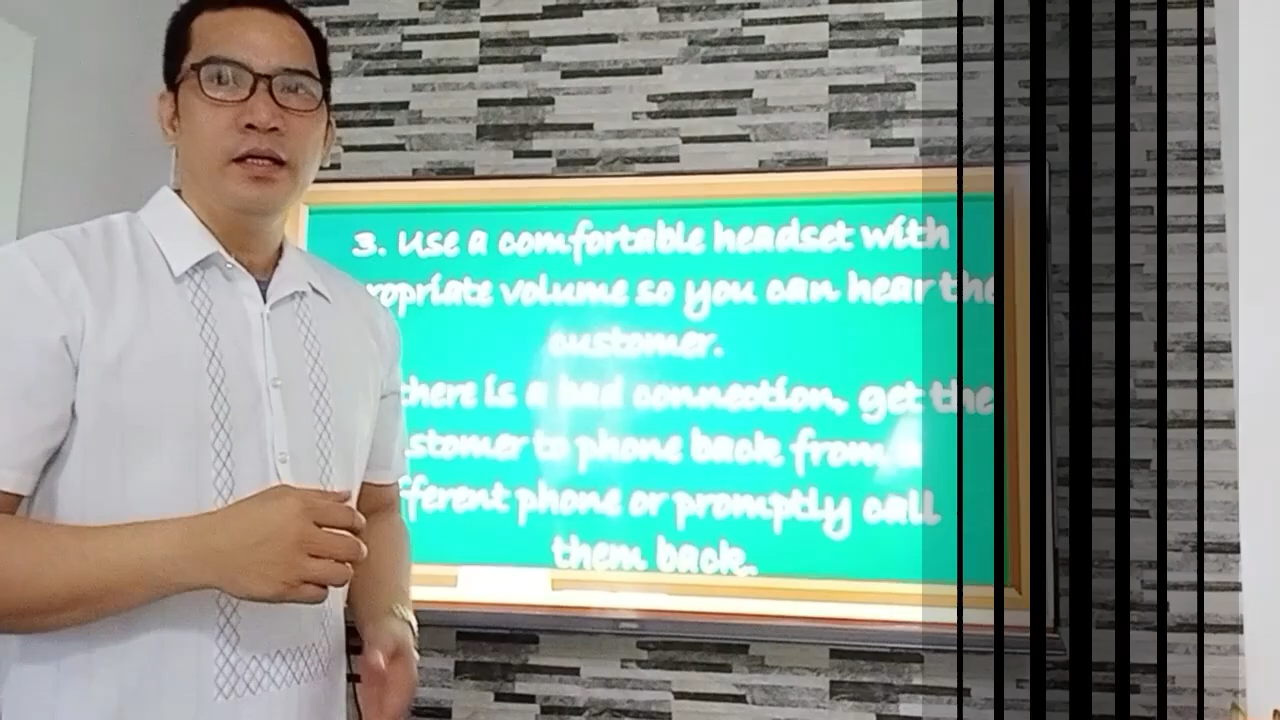 3. Use a comfortable headset with
ropriate volume so you can hear the
customer.
there is a bad connection, get the
stomer to phone back from a
fferent phone or promptly call
them back.